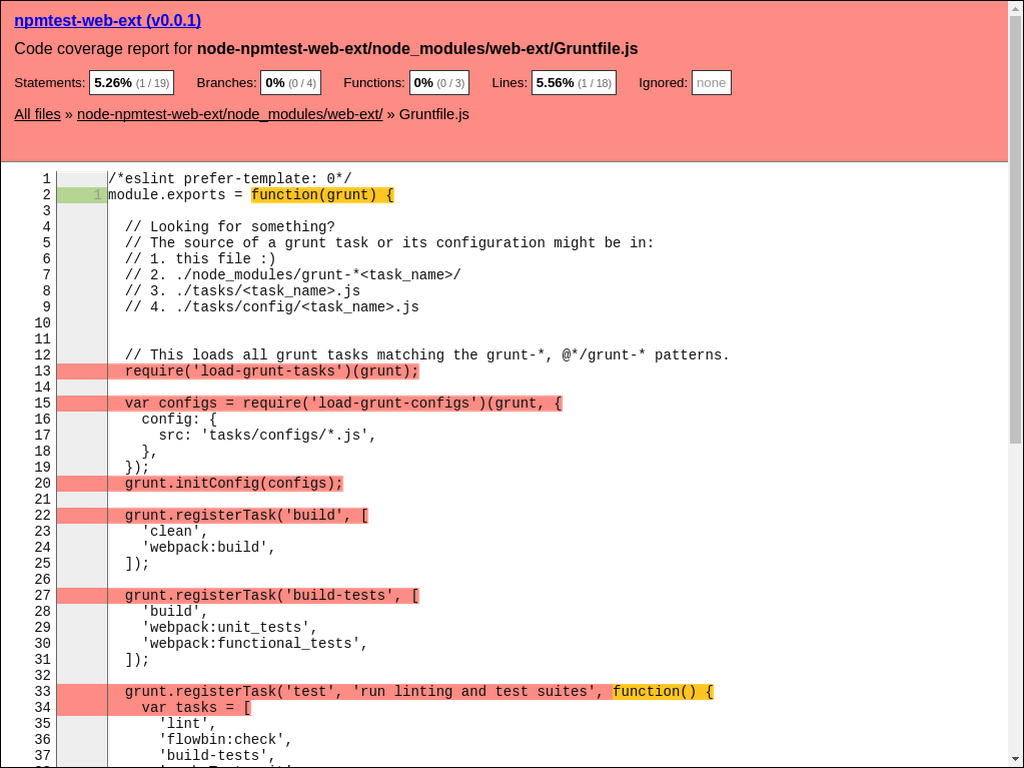 npmtest-web-ext (v0.0.1)
Code coverage report for node-npmtest-web-ext/node_modules/web-ext/Gruntfile.js
Statements: 5.26% (1 / 19) Branches: 0% (0 / 4) Functions: 0% (0 / 3) Lines: 5.56% (1 / 18) Ignored: none
All files » node-npmtest-web-ext/node_modules/web-ext/ » Gruntfile.js
1 /*eslint prefer-template: 0*/
2 1 module.exports = function(grunt) {
3
4 // Looking for something?
5 // The source of a grunt task or its configuration might be in:
6 // 1. this file :)
7 // 2. ./node_modules/grunt-*<task_name>/
8 // 3. ./tasks/<task_name>.js
9 // 4. ./tasks/config/<task_name>.js
10
11
12 // This loads all grunt tasks matching the grunt-*, @*/grunt-* patterns.
13 require('load-grunt-tasks')(grunt);
14
15 var configs = require('load-grunt-configs')(grunt, {
16 config: {
17 src: 'tasks/configs/*.js',
18 },
19 });
20 grunt.initConfig(configs);
21
22 grunt.registerTask('build', [
23 'clean',
24 'webpack:build',
25 ]);
26
27 grunt.registerTask('build-tests', [
28 'build',
29 'webpack:unit_tests',
30 'webpack:functional_tests',
31 ]);
32
33 grunt.registerTask('test', 'run linting and test suites', function() {
34 var tasks = [
35 'lint',
36 'flowbin:check',
37 'build-tests',